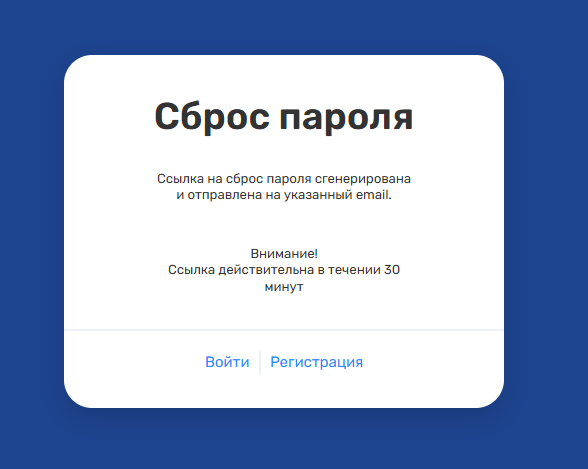 Сброс пароля
Ссылка на сброс пароля сгенерирована
и отправлена на указанный email.
Внимание!
Ссылка действительна в течении 30
минут
Войти
Регистрация